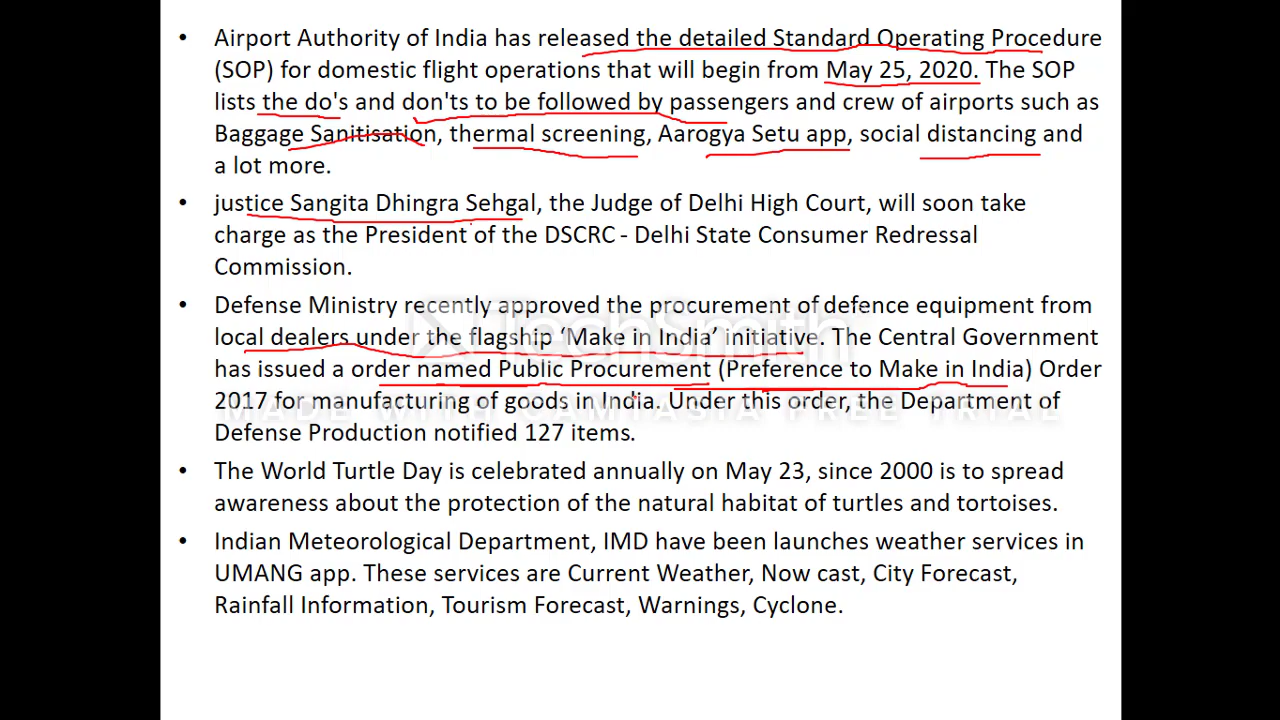 • Airport Authority of India has released the detailed Standard Operating Procedure
(SOP) for domestic flight operations that will begin from May 25, 2020. The SOP
lists the do's and don'ts to be followed by passengers and crew of airports such as
Baggage Sanitisation, thermal screening, Aarogya Setu app, social distancing and
a lot more.
• justice Sangita Dhingra Sehgal, the Judge of Delhi High Court, will soon take
charge as the President of the DSCRC - Delhi State Consumer Redressal
Commission.
• Defense Ministry recently approved the procurement of defence equipment from
TechSmith
local dealers under the flagship ‘Make in India’ initiative. The Central Government
has issued a order named Public Procurement (Preference to Make in India) Order
2017 for manufacturing of goods in India. Under this order, the Department of
MADE WITH CAMTASIA FREE TRIAL
Defense Production notified 127 items.
• The World Turtle Day is celebrated annually on May 23, since 2000 is to spread
awareness about the protection of the natural habitat of turtles and tortoises.
• Indian Meteorological Department, IMD have been launches weather services in
UMANG app. These services are Current Weather, Now cast, City Forecast,
Rainfall Information, Tourism Forecast, Warnings, Cyclone.